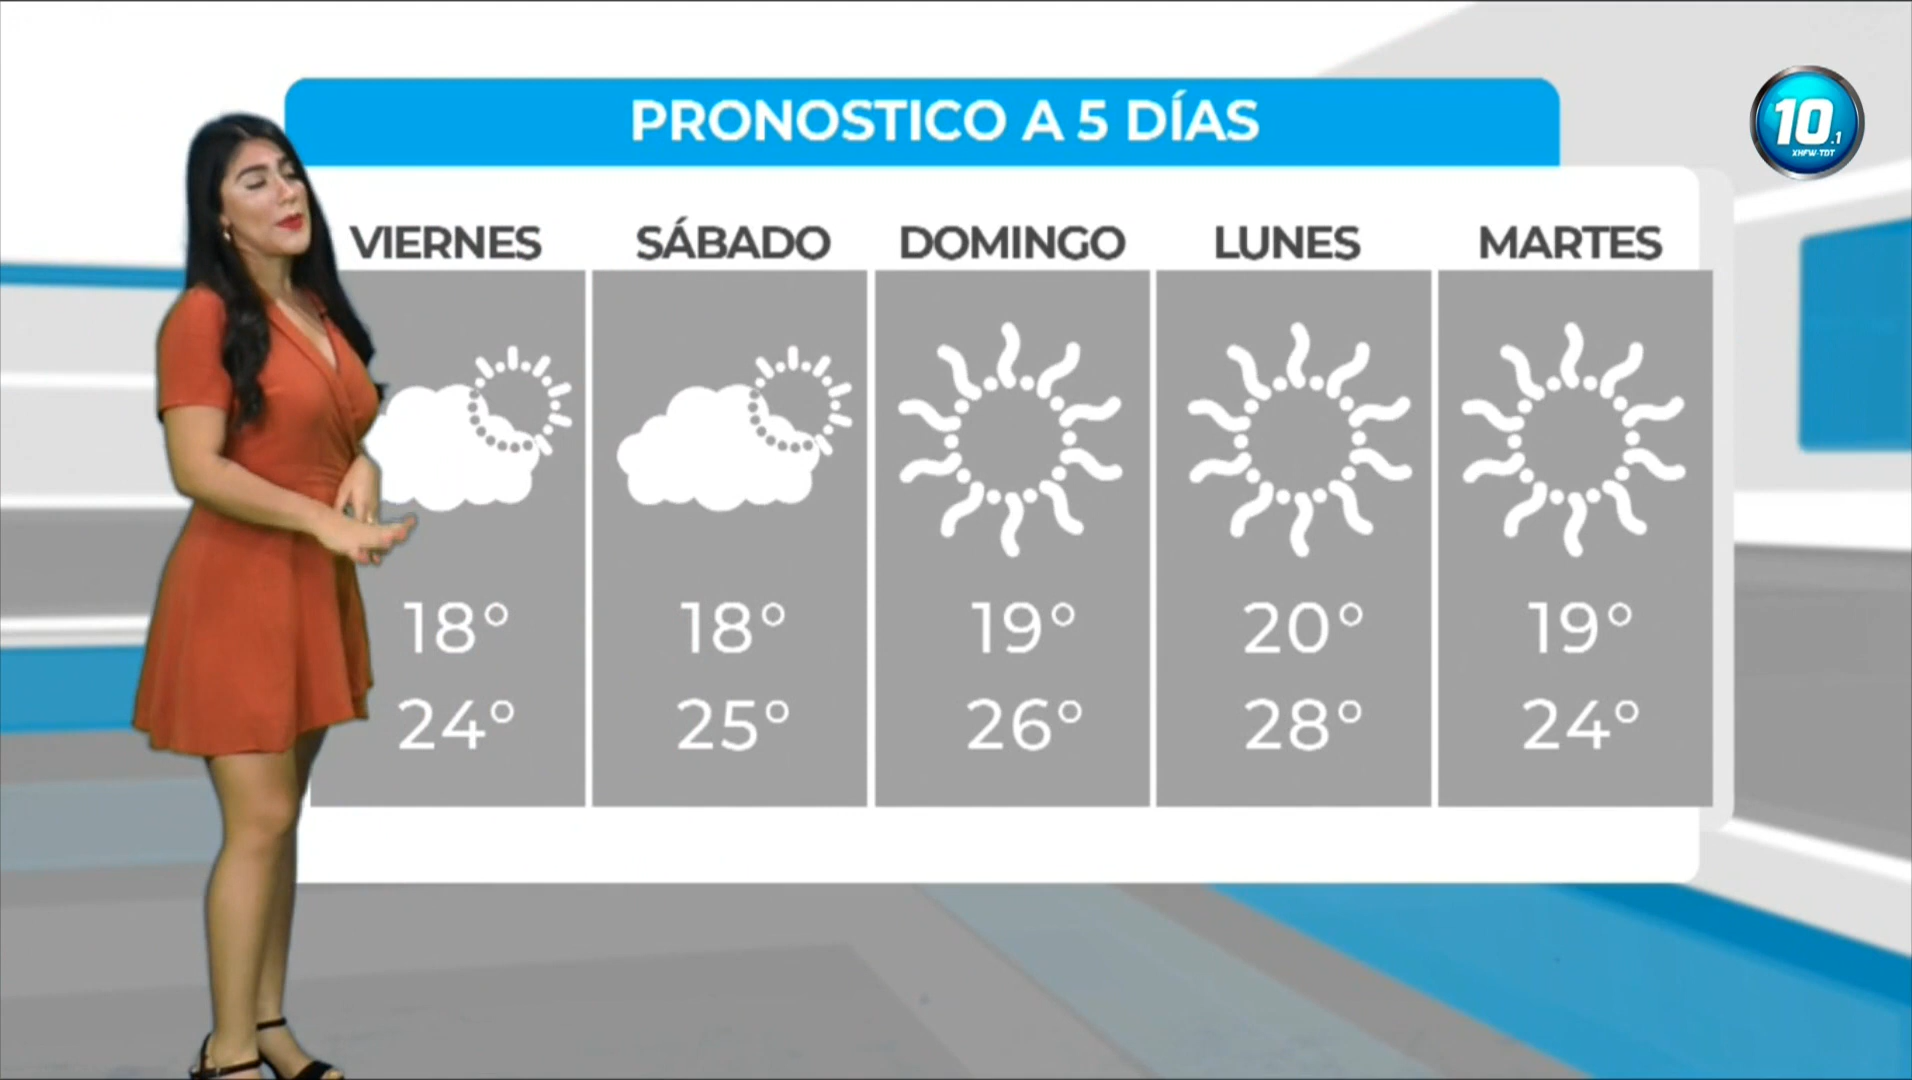 PRONOSTICO A 5 DÍAS
10.1
XHFW-TDT
VIERNES SÁBADO DOMINGO LUNES MARTES
18° 18° 19° 20° 19°
24° 25° 26° 28° 24°